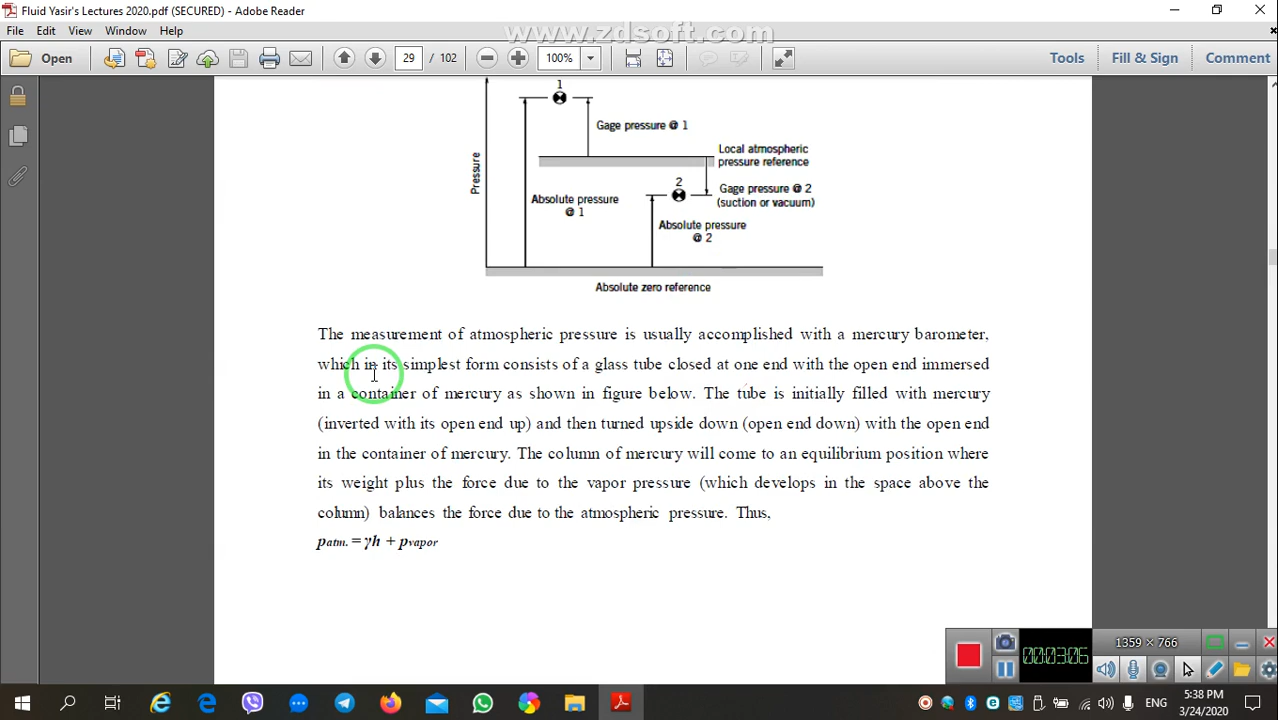 Fluid Yasir's Lectures 2020.pdf (SECURED) - Adobe Reader
www.zdsoft.com
File Edit View Window Help
Open 29 / 102 100% Tools Fill & Sign Comment
1
Gage pressure @ 1
Local atmospheric
pressure reference
Pressure
2
Gage pressure @ 2
(suction or vacuum)
Absolute pressure
@ 1
Absolute pressure
@ 2
Absolute zero reference
The measurement of atmospheric pressure is usually accomplished with a mercury barometer,
which in its simplest form consists of a glass tube closed at one end with the open end immersed
in a container of mercury as shown in figure below. The tube is initially filled with mercury
(inverted with its open end up) and then turned upside down (open end down) with the open end
in the container of mercury. The column of mercury will come to an equilibrium position where
its weight plus the force due to the vapor pressure (which develops in the space above the
column) balances the force due to the atmospheric pressure. Thus,
patm. = γh + pvapor
00:03:06
1359 × 766
ENG
5:38 PM
3/24/2020